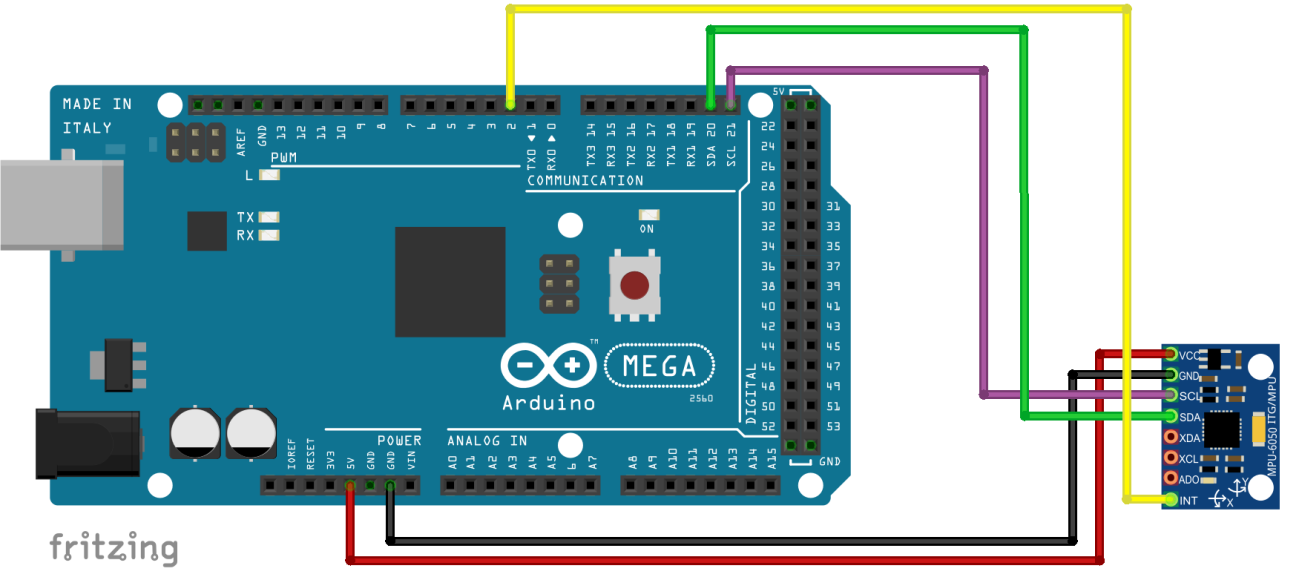 MADE IN
ITALY
AREF
GND
13
12
11
10
9
8
7
6
5
4
3
2
TX0 1
RX0 0
TX3 14
RX3 15
TX2 16
RX2 17
TX1 18
RX1 19
SDA 20
SCL 21
5V
PWM
COMMUNICATION
L
TX
RX
ON
22
24
26
28
30 31
32 33
34 35
36 37
38 39
40 41
42 43
44 45
46 47
48 49
50 51
52 53
GND
DIGITAL
TM
MEGA
2560
Arduino
POWER
ANALOG IN
IOREF
RESET
3V3
5V
GND
GND
VIN
A0
A1
A2
A3
A4
A5
6
A7
A8
A9
A10
A11
A12
A13
A14
A15
VCC
GND
SCL
SDA
XDA
XCL
ADO
INT
MPU-6050 ITG/MPU
Y
X
fritzing